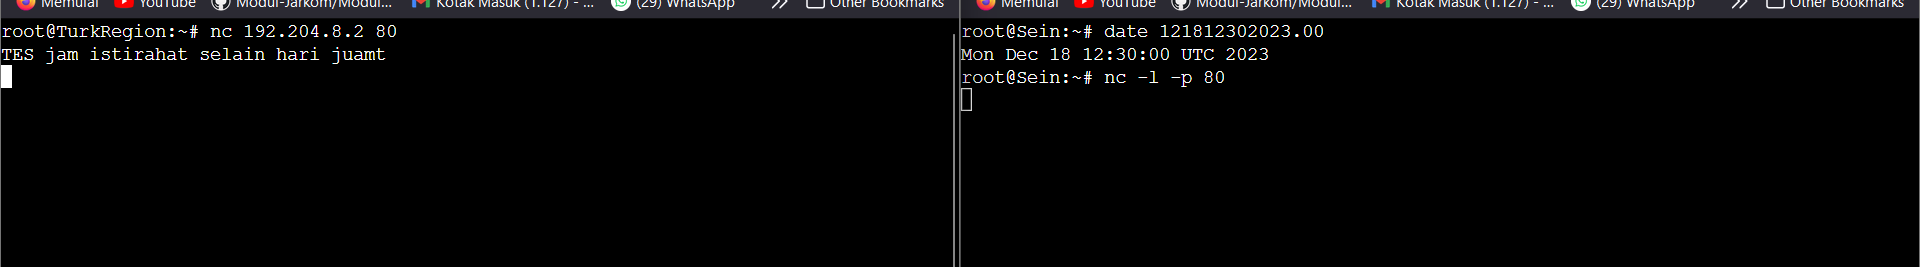 Memulai YouTube Modul-Jarkom/Modul... Kotak Masuk (1.127) - ... (29) WhatsApp Other Bookmarks
root@TurkRegion:~# nc 192.204.8.2 80
TES jam istirahat selain hari juamt
Memulai YouTube Modul-Jarkom/Modul... Kotak Masuk (1.127) - ... (29) WhatsApp Other Bookmarks
root@Sein:~# date 121812302023.00
Mon Dec 18 12:30:00 UTC 2023
root@Sein:~# nc -l -p 80